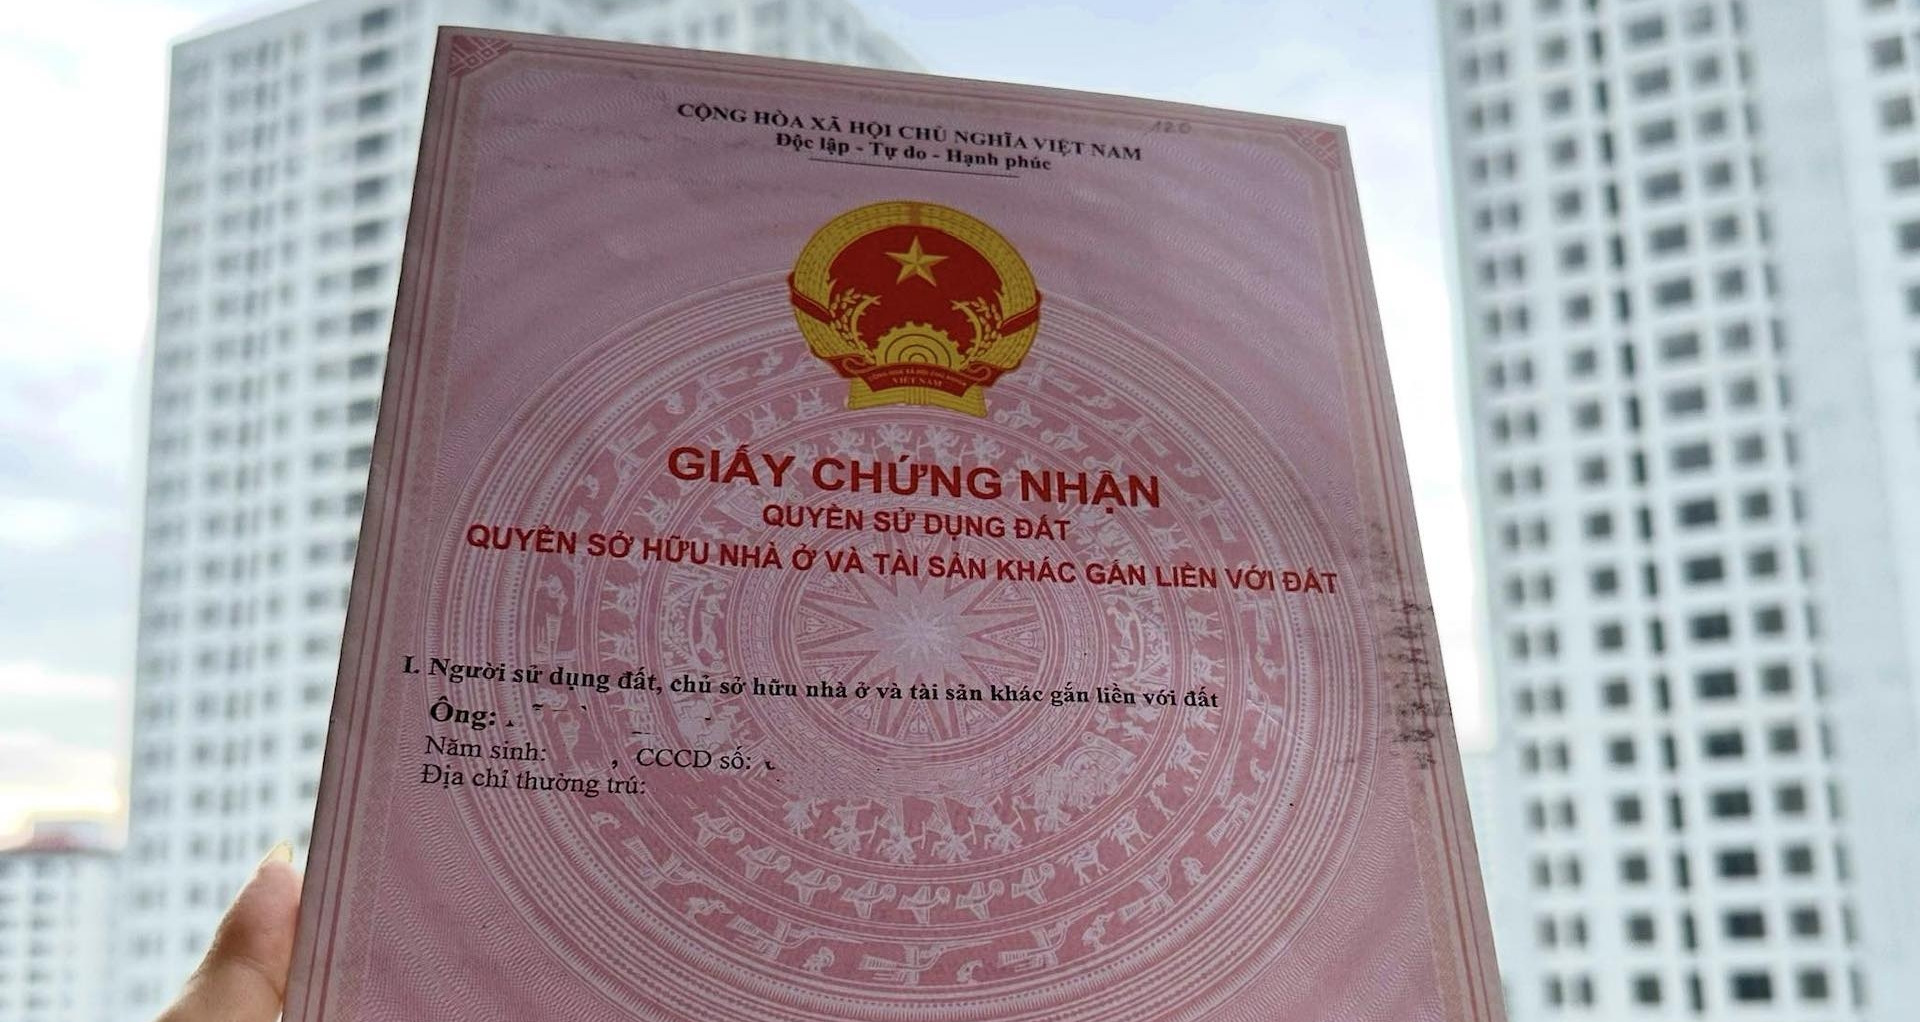 CỘNG HÒA XÃ HỘI CHỦ NGHĨA VIỆT NAM
Độc lập - Tự do - Hạnh phúc
120
VIỆT NAM
GIẤY CHỨNG NHẬN
QUYỀN SỬ DỤNG ĐẤT
QUYỀN SỞ HỮU NHÀ Ở VÀ TÀI SẢN KHÁC GẮN LIỀN VỚI ĐẤT
I. Người sử dụng đất, chủ sở hữu nhà ở và tài sản khác gắn liền với đất
Ông:
Năm sinh: , CCCD số:
Địa chỉ thường trú: